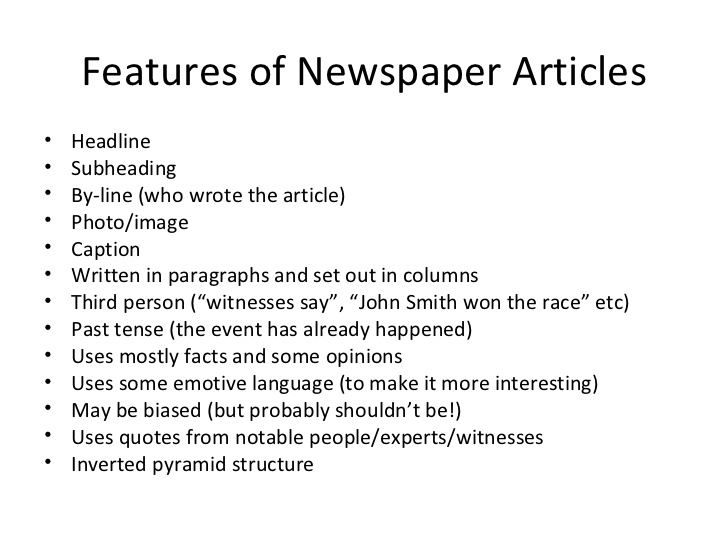 Features of Newspaper Articles
• Headline
• Subheading
• By-line (who wrote the article)
• Photo/image
• Caption
• Written in paragraphs and set out in columns
• Third person (“witnesses say”, “John Smith won the race” etc)
• Past tense (the event has already happened)
• Uses mostly facts and some opinions
• Uses some emotive language (to make it more interesting)
• May be biased (but probably shouldn’t be!)
• Uses quotes from notable people/experts/witnesses
• Inverted pyramid structure